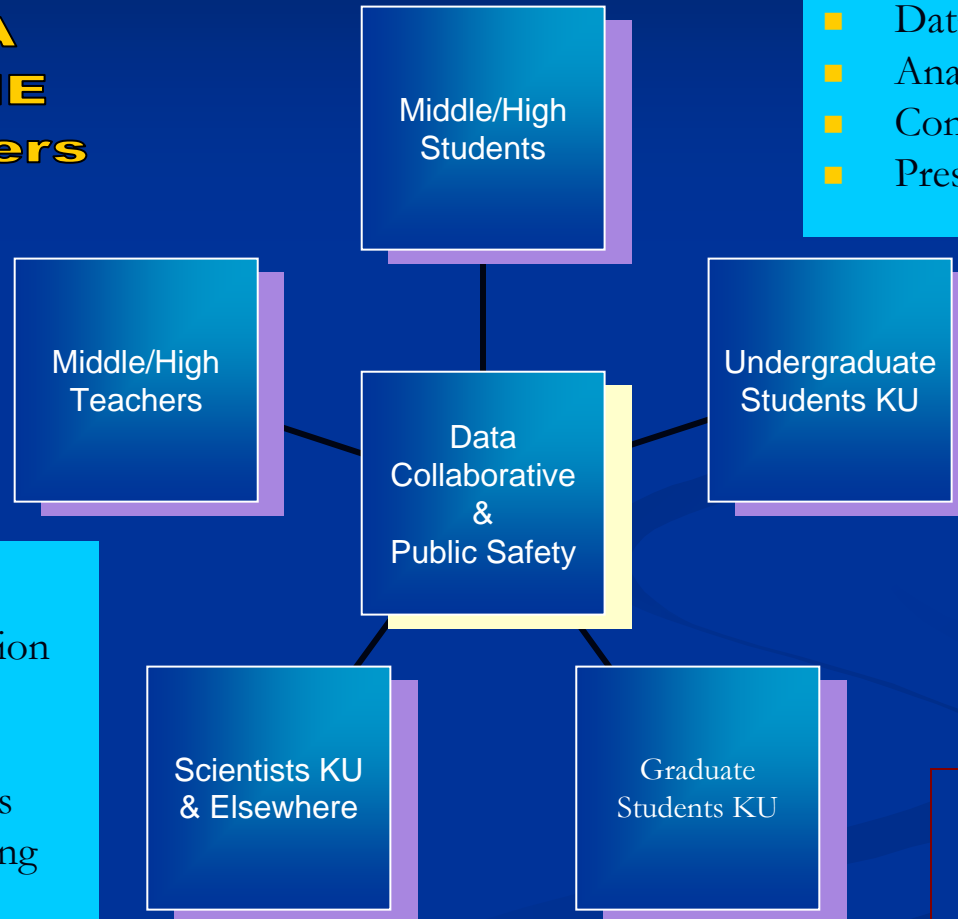 Middle/High
Students
Middle/High
Teachers
Undergraduate
Students KU
Data
Collaborative
&
Public Safety
Scientists KU
& Elsewhere
Graduate
Students KU